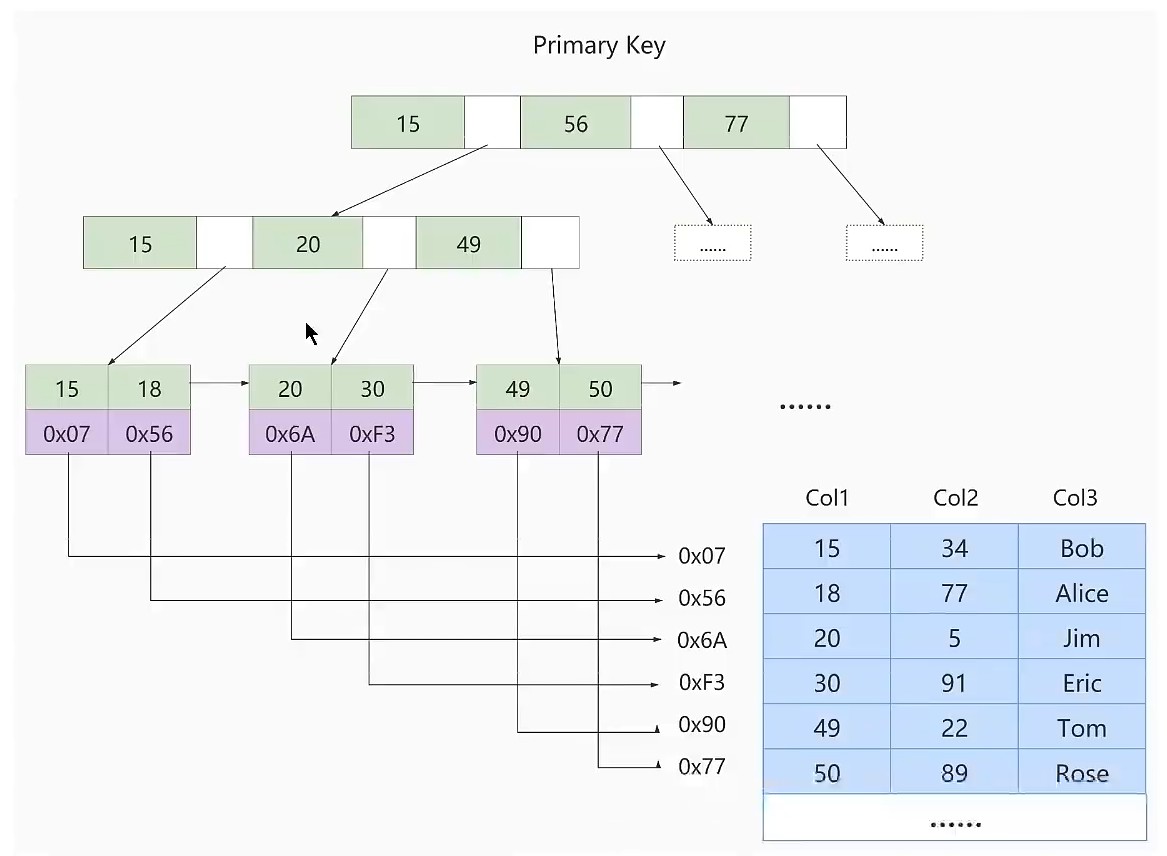 Primary Key
15 56 77
15 20 49
...... ......
15 18 20 30 49 50
0x07 0x56 0x6A 0xF3 0x90 0x77
......
Col1 Col2 Col3
0x07 15 34 Bob
0x56 18 77 Alice
0x6A 20 5 Jim
0xF3 30 91 Eric
0x90 49 22 Tom
0x77 50 89 Rose
......